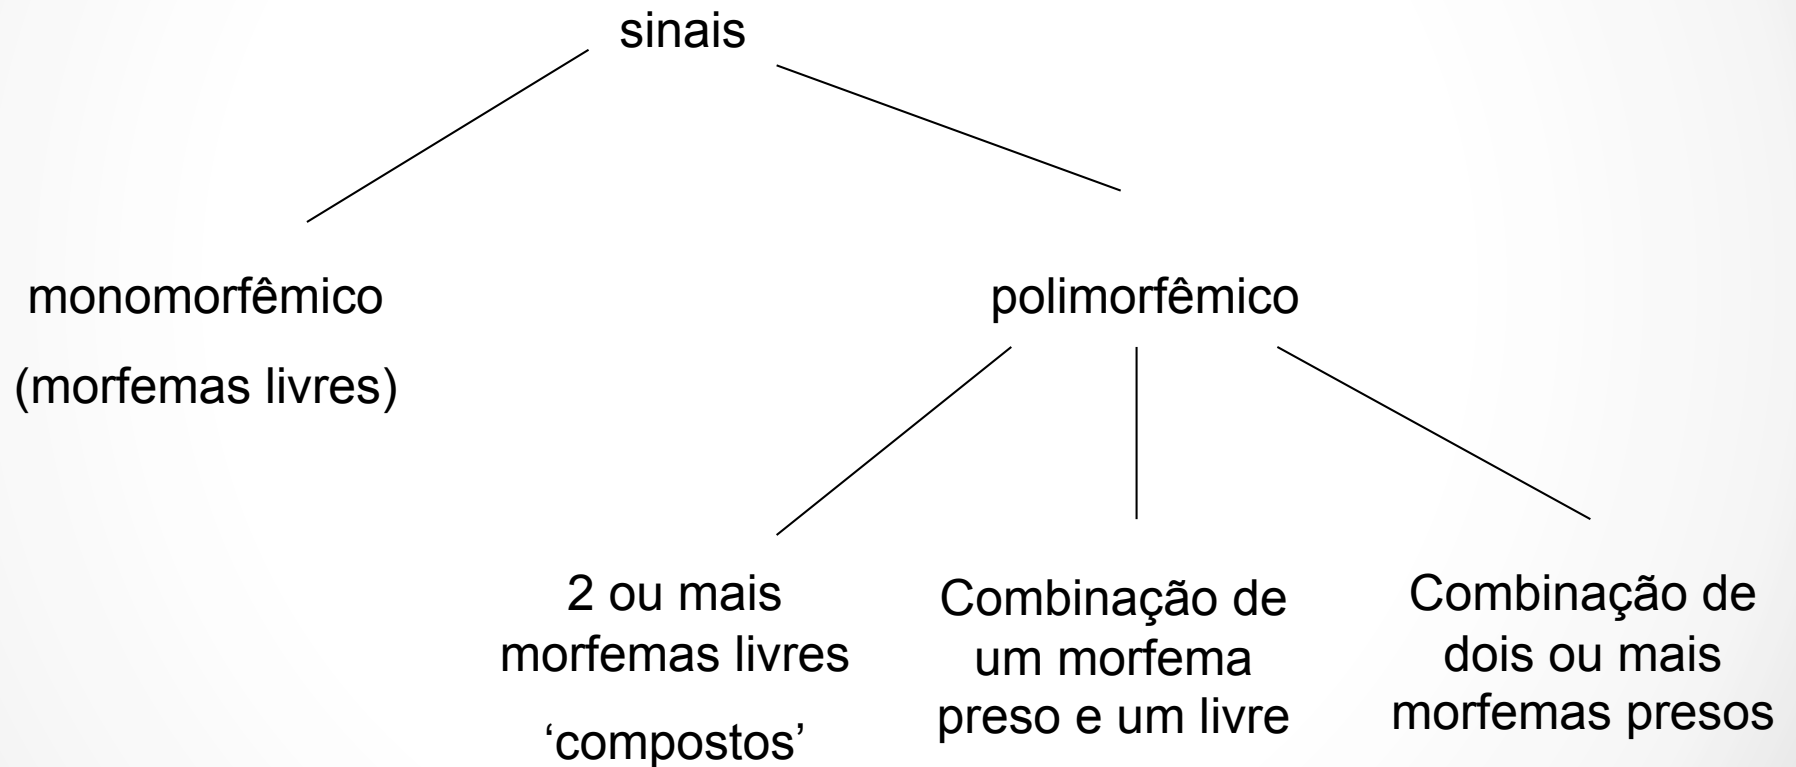 sinais
monomorfêmico
(morfemas livres)
polimorfêmico
2 ou mais
morfemas livres
‘compostos’
Combinação de
um morfema
preso e um livre
Combinação de
dois ou mais
morfemas presos